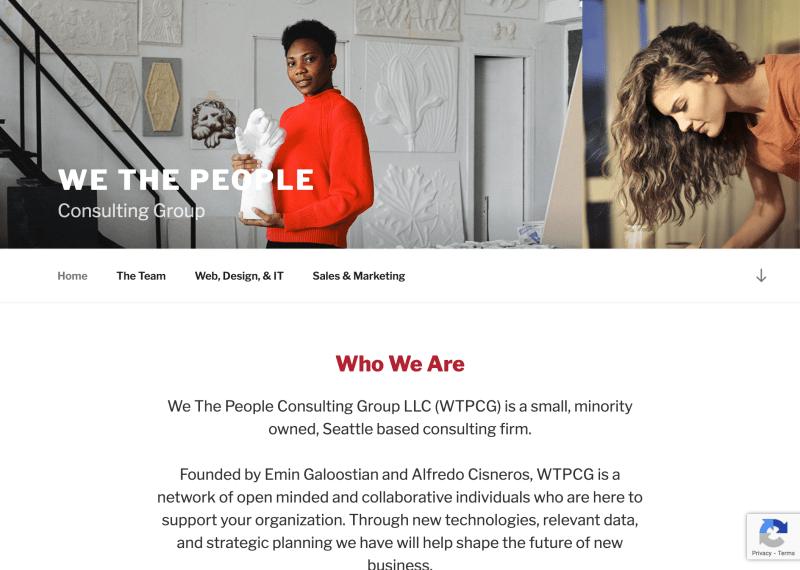 WE THE PEOPLE
Consulting Group
Home
The Team
Web, Design, & IT
Sales & Marketing
Who We Are
We The People Consulting Group LLC (WTPCG) is a small, minority
owned, Seattle based consulting firm.
Founded by Emin Galoostian and Alfredo Cisneros, WTPCG is a
network of open minded and collaborative individuals who are here to
support your organization. Through new technologies, relevant data,
and strategic planning we have will help shape the future of new
business.
Privacy - Terms